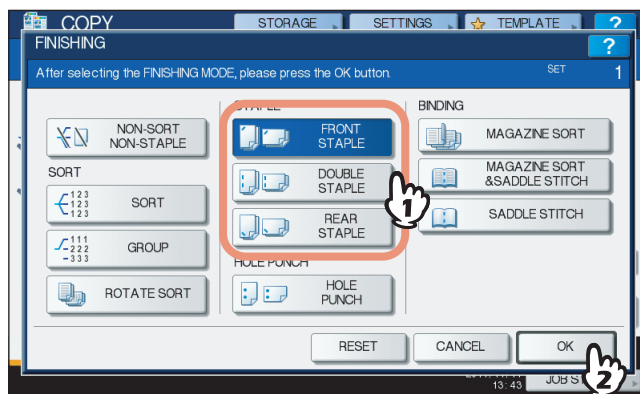 COPY
STORAGE
SETTINGS
TEMPLATE
?
FINISHING
?
After selecting the FINISHING MODE, please press the OK button.
SET 1
NON-SORT
NON-STAPLE
SORT
123
123
123
SORT
111
-222
-333
GROUP
ROTATE SORT
STAPLE
FRONT
STAPLE
DOUBLE
STAPLE
REAR
STAPLE
HOLE PUNCH
HOLE
PUNCH
BINDING
MAGAZINE SORT
MAGAZINE SORT
&SADDLE STITCH
SADDLE STITCH
1
RESET
CANCEL
OK
2
13:43
JOB S